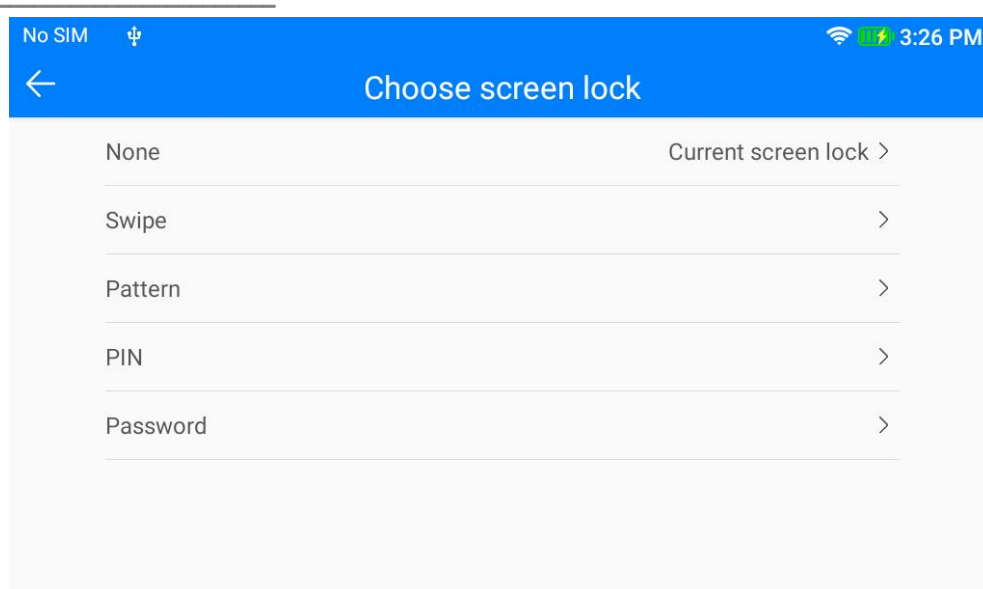 No SIM 3:26 PM
Choose screen lock
None Current screen lock
Swipe
Pattern
PIN
Password